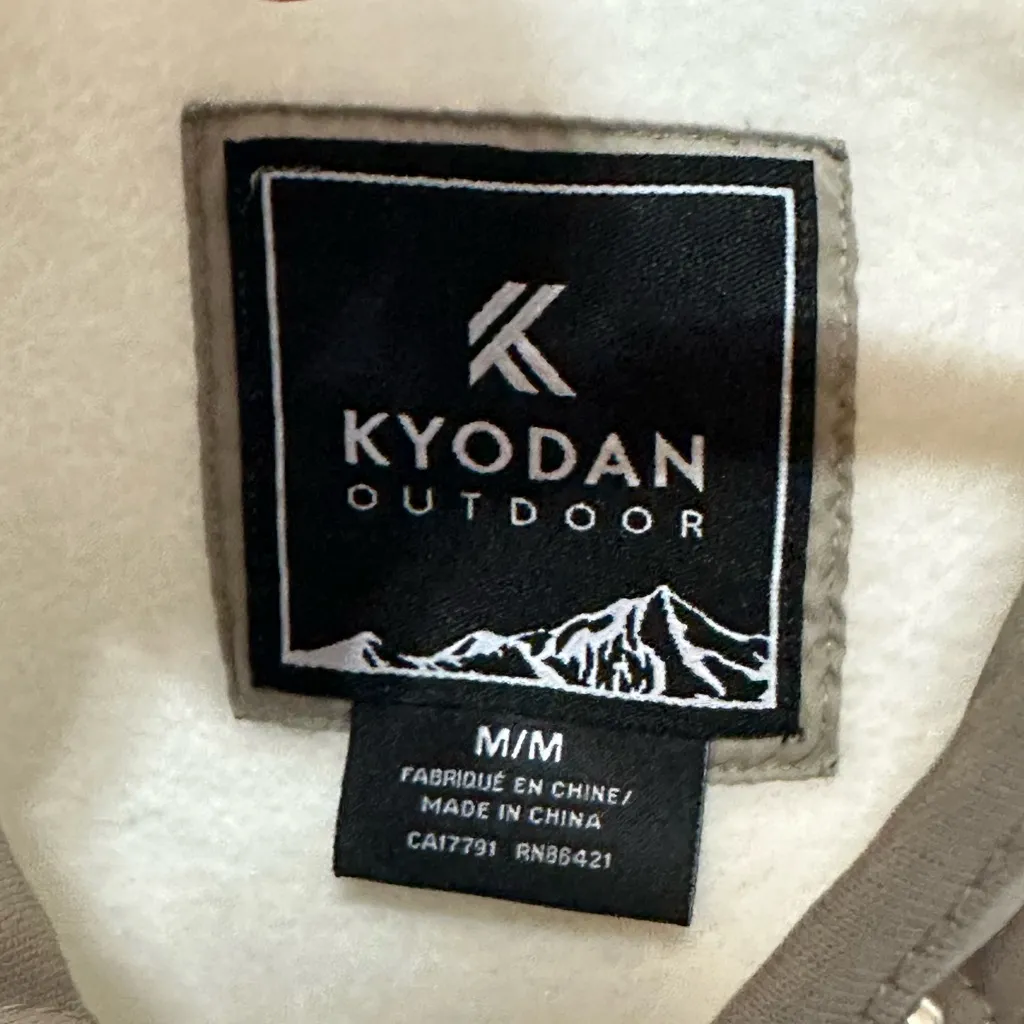 KYODAN
OUTDOOR
M/M
FABRIQUÉ EN CHINE/
MADE IN CHINA
CA17791 RN86421